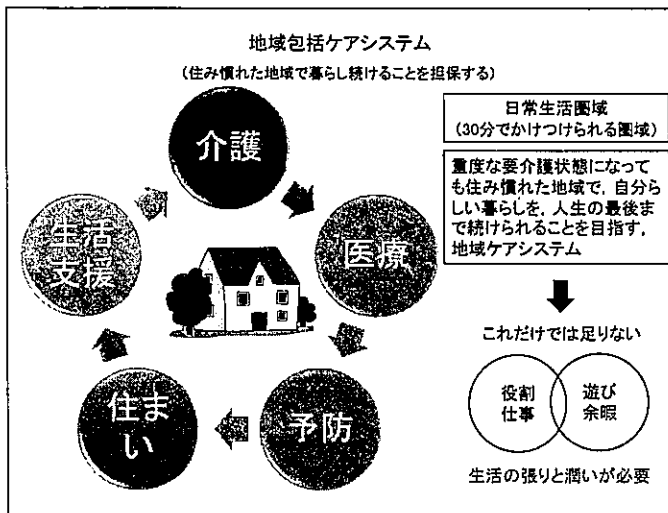 地域包括ケアシステム
(住み慣れた地域で暮らし続けることを担保する)
介護
医療
予防
住ま
い
生活
支援
日常生活圏域
(30分でかけつけられる圏域)
重度な要介護状態になって
も住み慣れた地域で，自分ら
しい暮らしを，人生の最後ま
で続けられることを目指す，
地域ケアシステム
これだけでは足りない
役割
仕事
遊び
余暇
生活の張りと潤いが必要